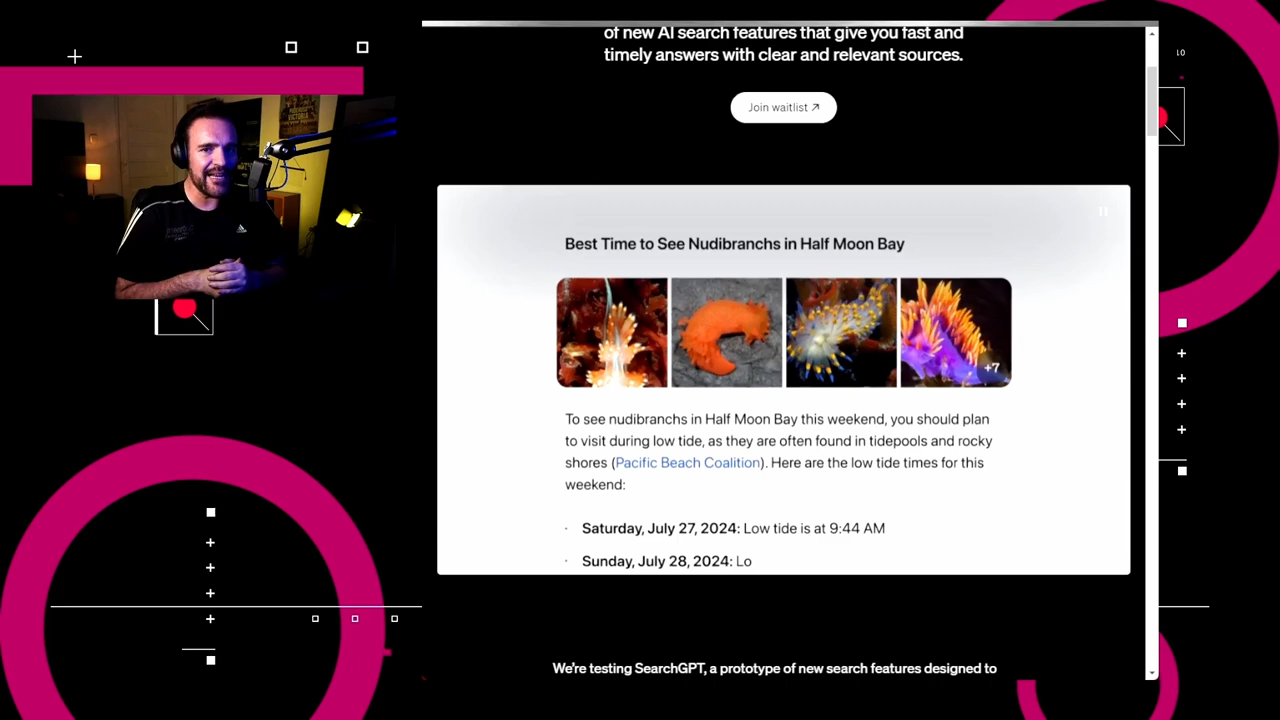 of new AI search features that give you fast and
timely answers with clear and relevant sources.
Join waitlist ↗
Best Time to See Nudibranchs in Half Moon Bay
+7
To see nudibranchs in Half Moon Bay this weekend, you should plan
to visit during low tide, as they are often found in tidepools and rocky
shores (Pacific Beach Coalition). Here are the low tide times for this
weekend:
· Saturday, July 27, 2024: Low tide is at 9:44 AM
· Sunday, July 28, 2024: Lo
We're testing SearchGPT, a prototype of new search features designed to